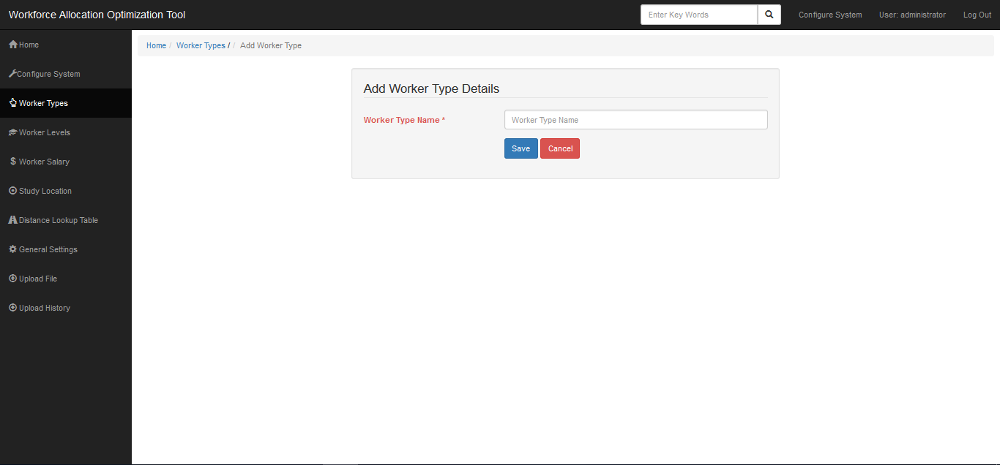 Workforce Allocation Optimization Tool
Enter Key Words
Configure System
User: administrator
Log Out
Home
Configure System
Worker Types
Worker Levels
$ Worker Salary
Study Location
Distance Lookup Table
General Settings
Upload File
Upload History
Home / Worker Types / / Add Worker Type
Add Worker Type Details
Worker Type Name *
Worker Type Name
Save
Cancel